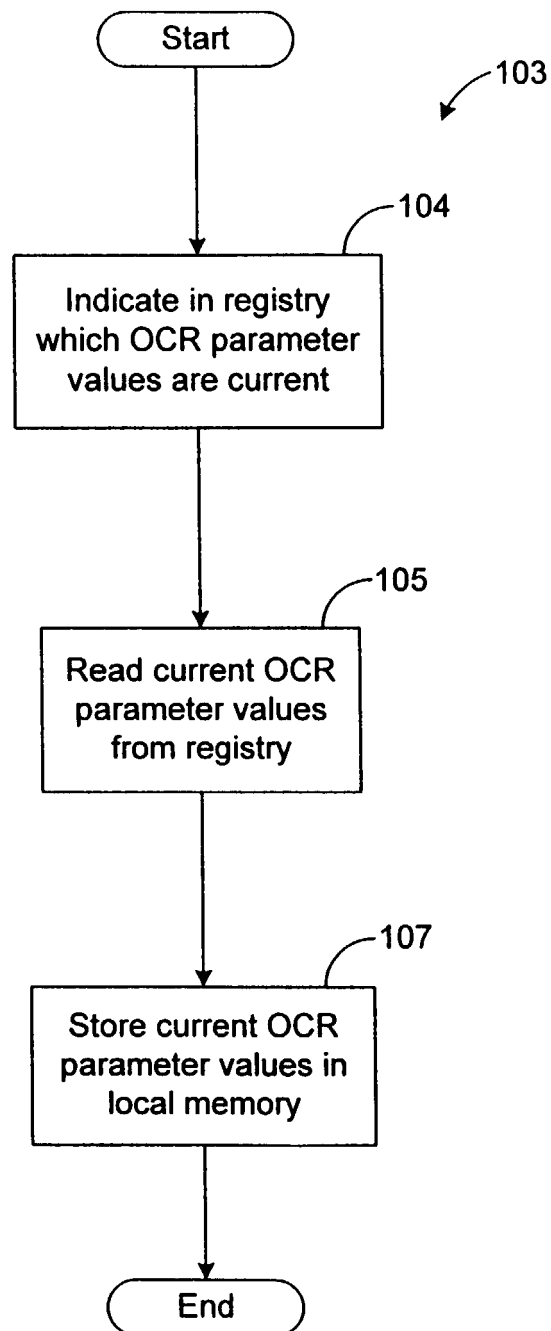 Start
103
104
Indicate in registry
which OCR parameter
values are current
105
Read current OCR
parameter values
from registry
107
Store current OCR
parameter values in
local memory
End